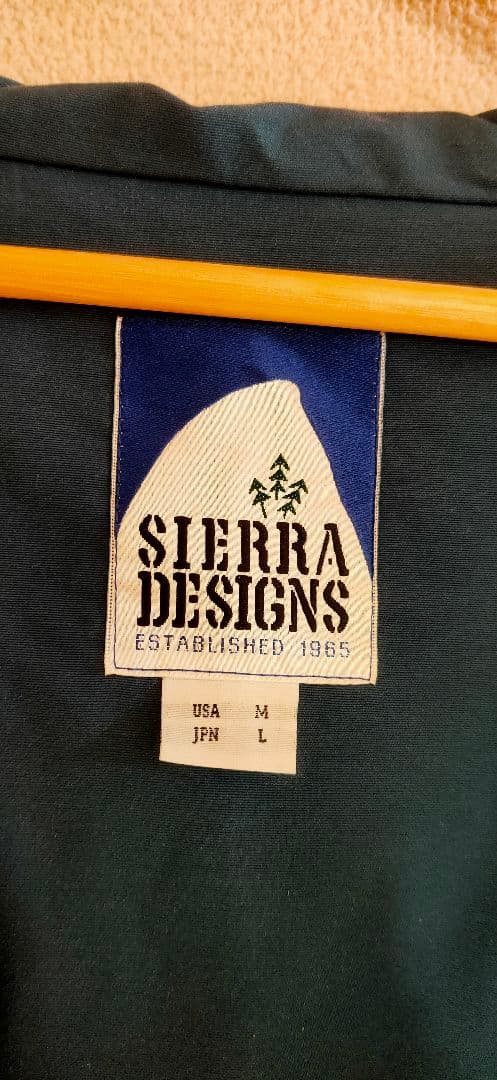 SIERRA
DESIGNS
ESTABLISHED 1965
USA M
JPN L